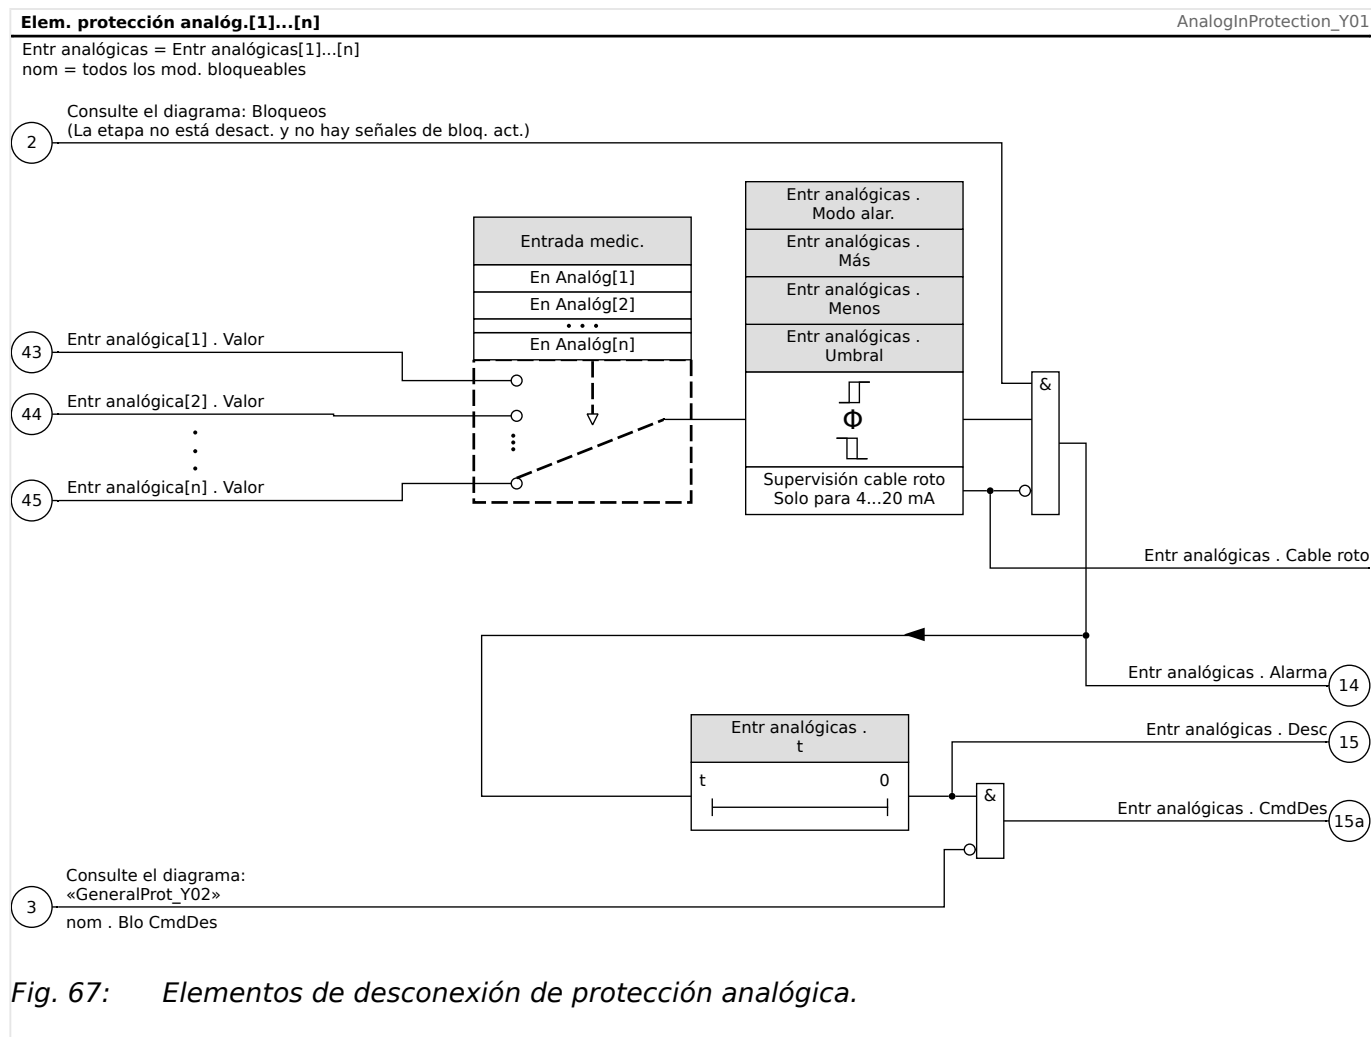 Elem. protección analóg.[1]...[n]
AnalogInProtection_Y01
Entr analógicas = Entr analógicas[1]...[n]
nom = todos los mod. bloqueables
Consulte el diagrama: Bloqueos
(La etapa no está desact. y no hay señales de bloq. act.)
2
Entr analógicas .
Modo alar.
Entrada medic.
Entr analógicas .
Más
En Analóg[1]
En Analóg[2]
• • •
En Analóg[n]
Entr analógicas .
Menos
Entr analógicas .
Umbral
43
Entr analógica[1] . Valor
44
Entr analógica[2] . Valor
45
Entr analógica[n] . Valor
Φ
&
Supervisión cable roto
Solo para 4...20 mA
Entr analógicas . Cable roto
Entr analógicas . Alarma
14
Entr analógicas .
t
t
0
Entr analógicas . Desc
15
&
Entr analógicas . CmdDes
15a
Consulte el diagrama:
«GeneralProt_Y02»
3
nom . Blo CmdDes
Fig. 67: Elementos de desconexión de protección analógica.